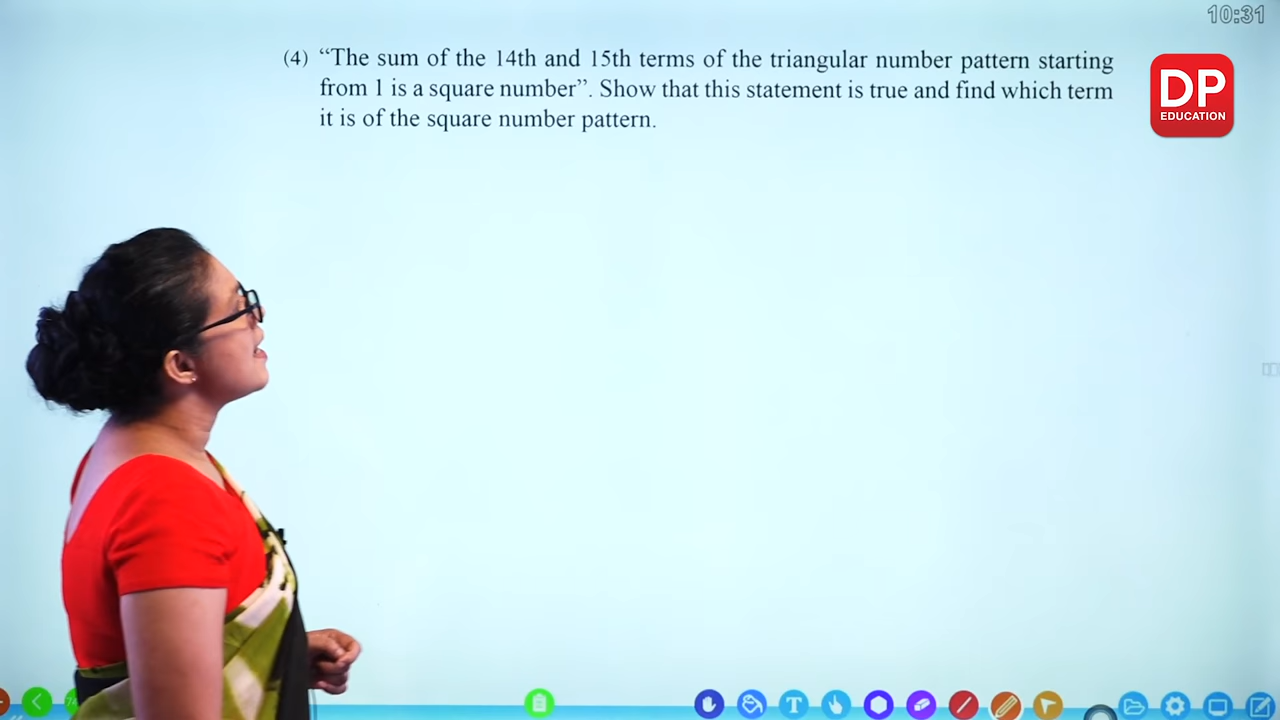 10:31
(4) “The sum of the 14th and 15th terms of the triangular number pattern starting
from 1 is a square number”. Show that this statement is true and find which term
it is of the square number pattern.
DP
EDUCATION
T